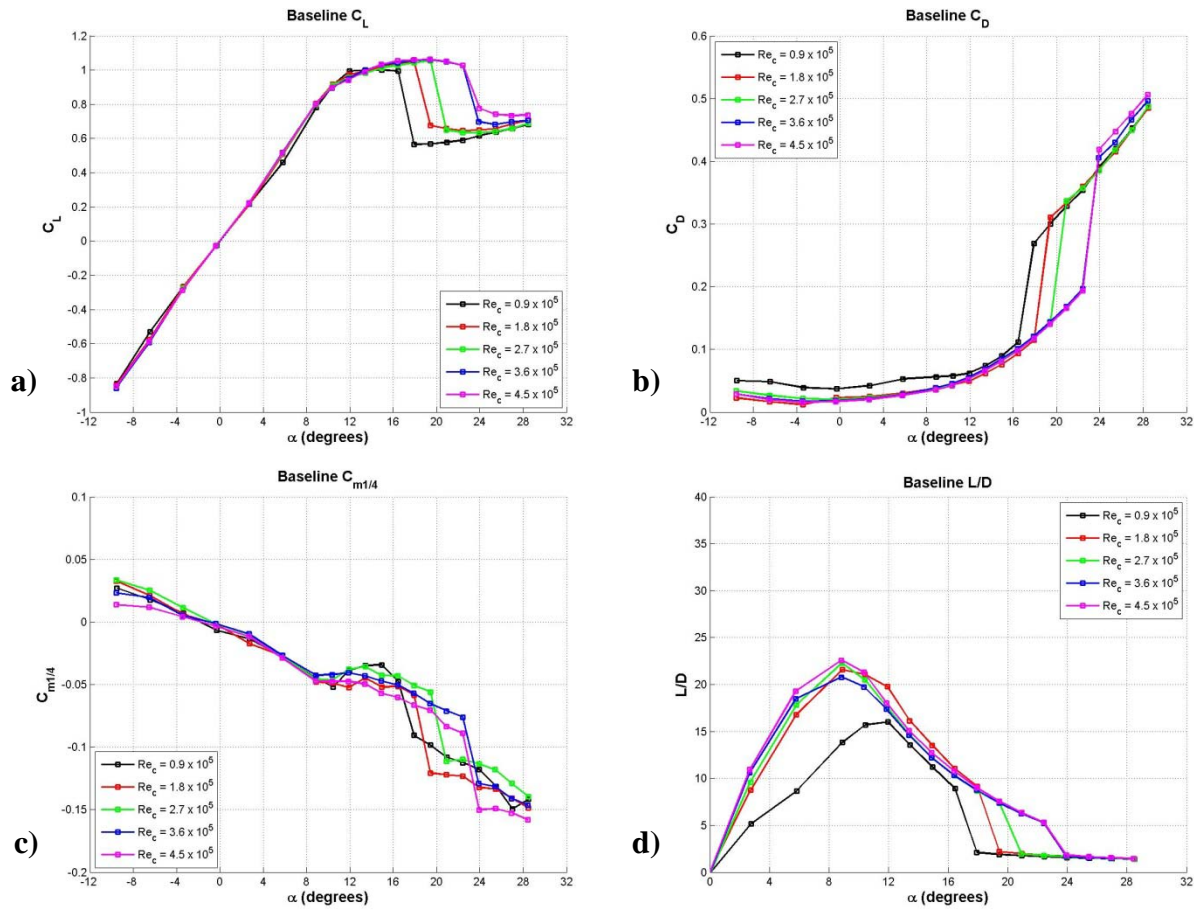 Baseline C_L
1.2
1
0.8
0.6
0.4
0.2
0
-0.2
-0.4
-0.6
-0.8
-1
C_L
-12 -8 -4 0 4 8 12 16 20 24 28 32
α (degrees)
Re_c = 0.9 x 10^5
Re_c = 1.8 x 10^5
Re_c = 2.7 x 10^5
Re_c = 3.6 x 10^5
Re_c = 4.5 x 10^5
a)
Baseline C_D
0.6
0.5
0.4
0.3
0.2
0.1
0
C_D
-12 -8 -4 0 4 8 12 16 20 24 28 32
α (degrees)
Re_c = 0.9 x 10^5
Re_c = 1.8 x 10^5
Re_c = 2.7 x 10^5
Re_c = 3.6 x 10^5
Re_c = 4.5 x 10^5
b)
Baseline C_m1/4
0.1
0.05
0
-0.05
-0.1
-0.15
-0.2
C_m1/4
-12 -8 -4 0 4 8 12 16 20 24 28 32
α (degrees)
Re_c = 0.9 x 10^5
Re_c = 1.8 x 10^5
Re_c = 2.7 x 10^5
Re_c = 3.6 x 10^5
Re_c = 4.5 x 10^5
c)
Baseline L/D
40
35
30
25
20
15
10
5
0
L/D
0 4 8 12 16 20 24 28 32
α (degrees)
Re_c = 0.9 x 10^5
Re_c = 1.8 x 10^5
Re_c = 2.7 x 10^5
Re_c = 3.6 x 10^5
Re_c = 4.5 x 10^5
d)